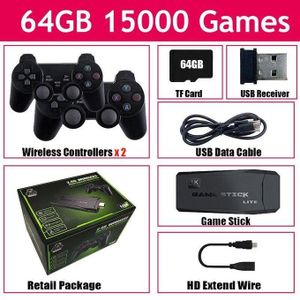 64GB 15000 Games
64GB
TF Card
USB Receiver
Wireless Controllers x 2
USB Data Cable
GAME STICK
LITE
Game Stick
Retail Package
HD Extend Wire